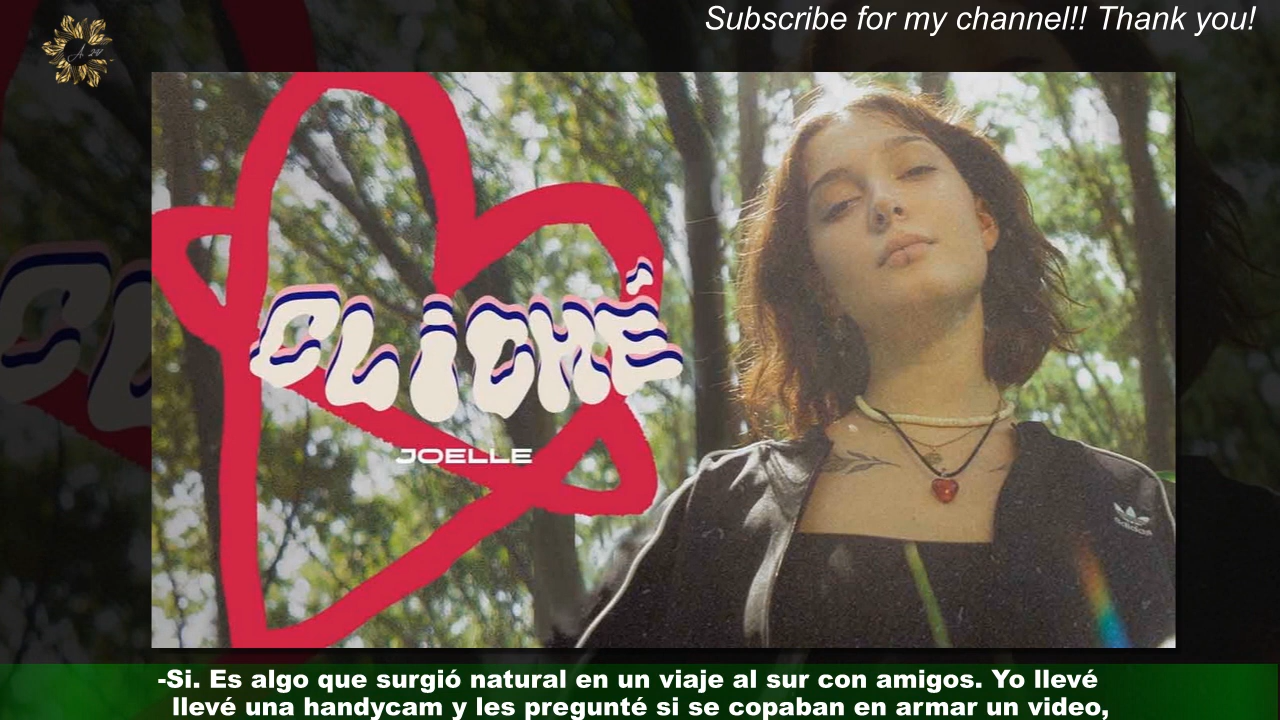 Subscribe for my channel!! Thank you!
CLICHÉ
JOELLE
adidas
-Si. Es algo que surgió natural en un viaje al sur con amigos. Yo llevé
llevé una handycam y les pregunté si se copaban en armar un video,